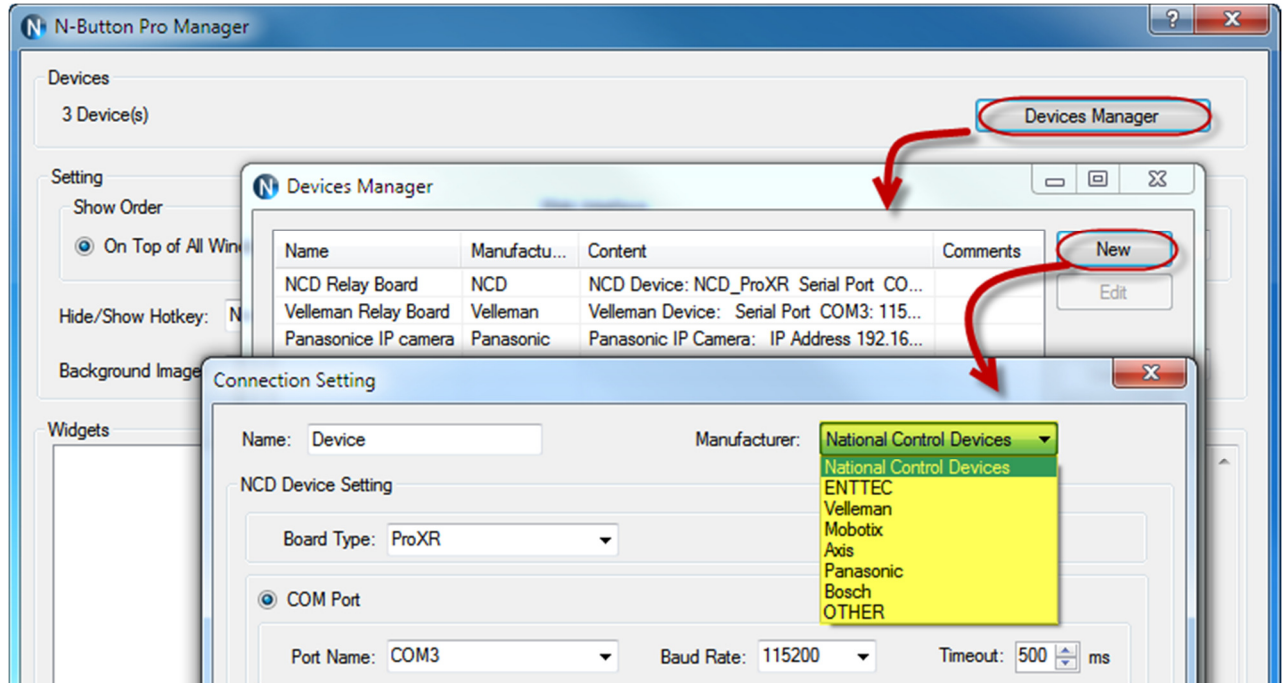 N-Button Pro Manager
Devices
3 Device(s)
Devices Manager
Setting
Show Order
On Top of All Win
Hide/Show Hotkey: N
Background Image
Widgets
Devices Manager
Name Manufactu... Content Comments
NCD Relay Board NCD NCD Device: NCD_ProXR Serial Port CO...
Velleman Relay Board Velleman Velleman Device: Serial Port COM3: 115...
Panasonice IP camera Panasonic Panasonic IP Camera: IP Address 192.16...
New
Edit
Connection Setting
Name: Device
Manufacturer: National Control Devices
National Control Devices
ENTTEC
Velleman
Mobotix
Axis
Panasonic
Bosch
OTHER
NCD Device Setting
Board Type: ProXR
COM Port
Port Name: COM3 Baud Rate: 115200 Timeout: 500 ms